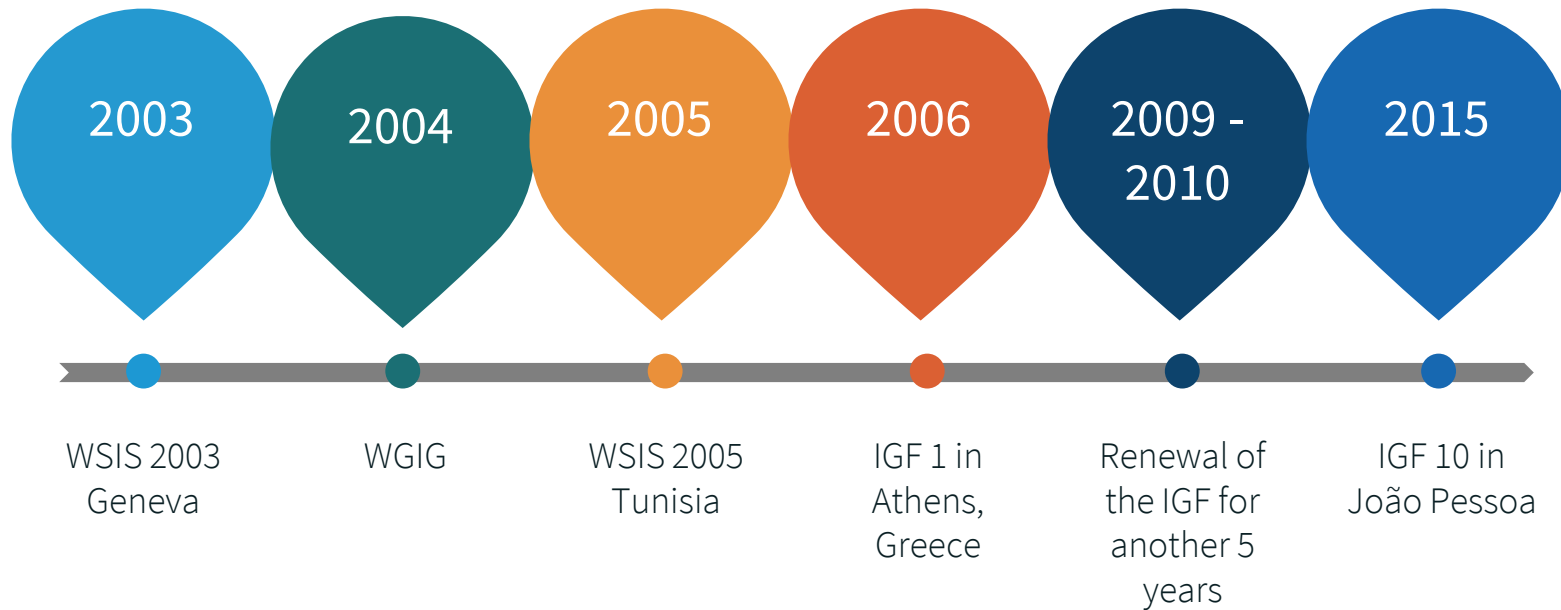 2003
2004
2005
2006
2009 -
2010
2015
WSIS 2003
Geneva
WGIG
WSIS 2005
Tunisia
IGF 1 in
Athens,
Greece
Renewal of
the IGF for
another 5
years
IGF 10 in
João Pessoa